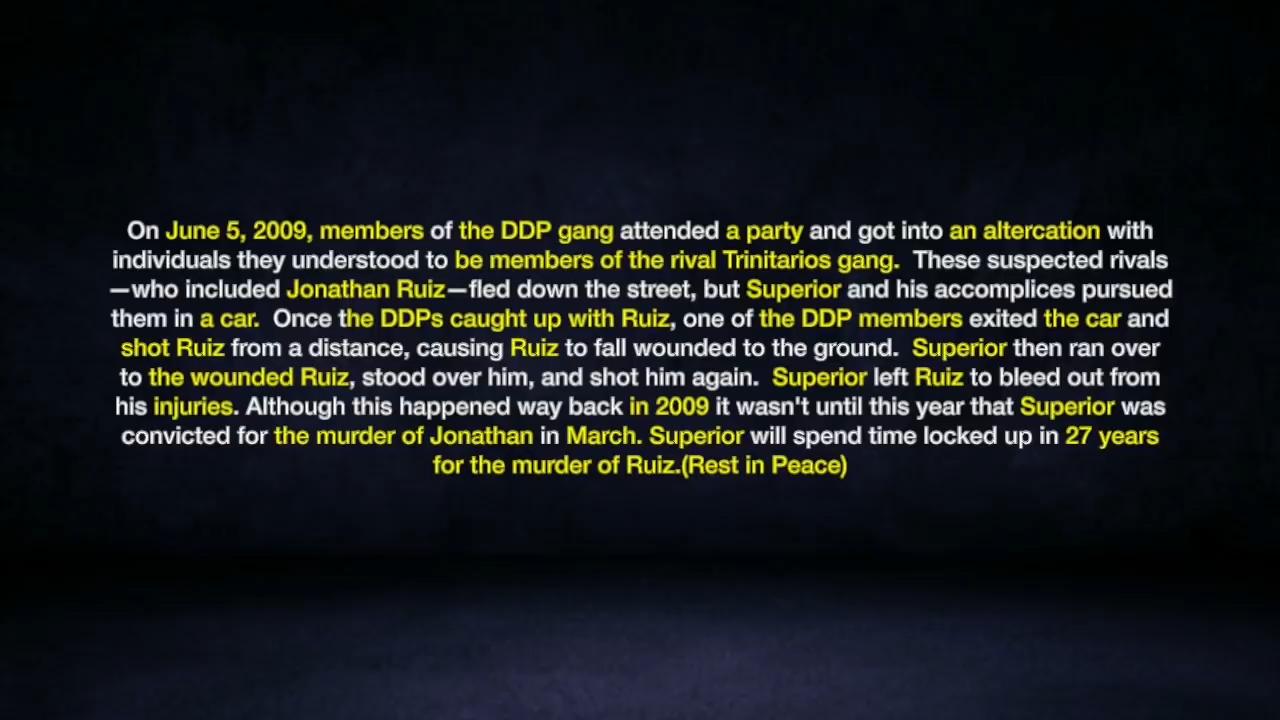 On June 5, 2009, members of the DDP gang attended a party and got into an altercation with
individuals they understood to be members of the rival Trinitarios gang.  These suspected rivals
—who included Jonathan Ruiz—fled down the street, but Superior and his accomplices pursued
them in a car.  Once the DDPs caught up with Ruiz, one of the DDP members exited the car and
shot Ruiz from a distance, causing Ruiz to fall wounded to the ground.  Superior then ran over
to the wounded Ruiz, stood over him, and shot him again.  Superior left Ruiz to bleed out from
his injuries. Although this happened way back in 2009 it wasn't until this year that Superior was
convicted for the murder of Jonathan in March. Superior will spend time locked up in 27 years
for the murder of Ruiz.(Rest in Peace)